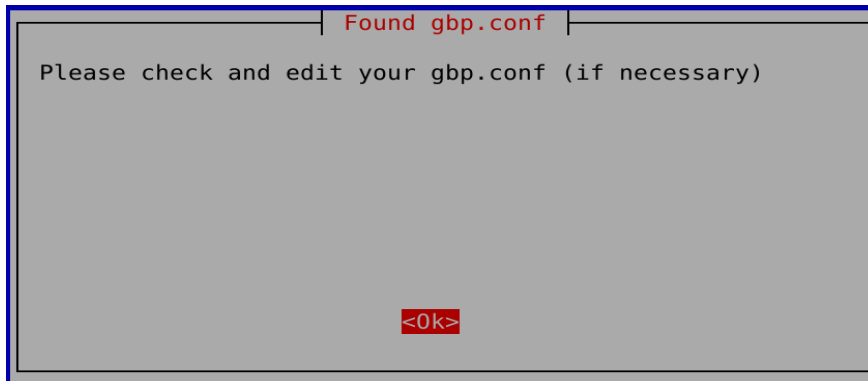 Found gbp.conf
Please check and edit your gbp.conf (if necessary)
<Ok>